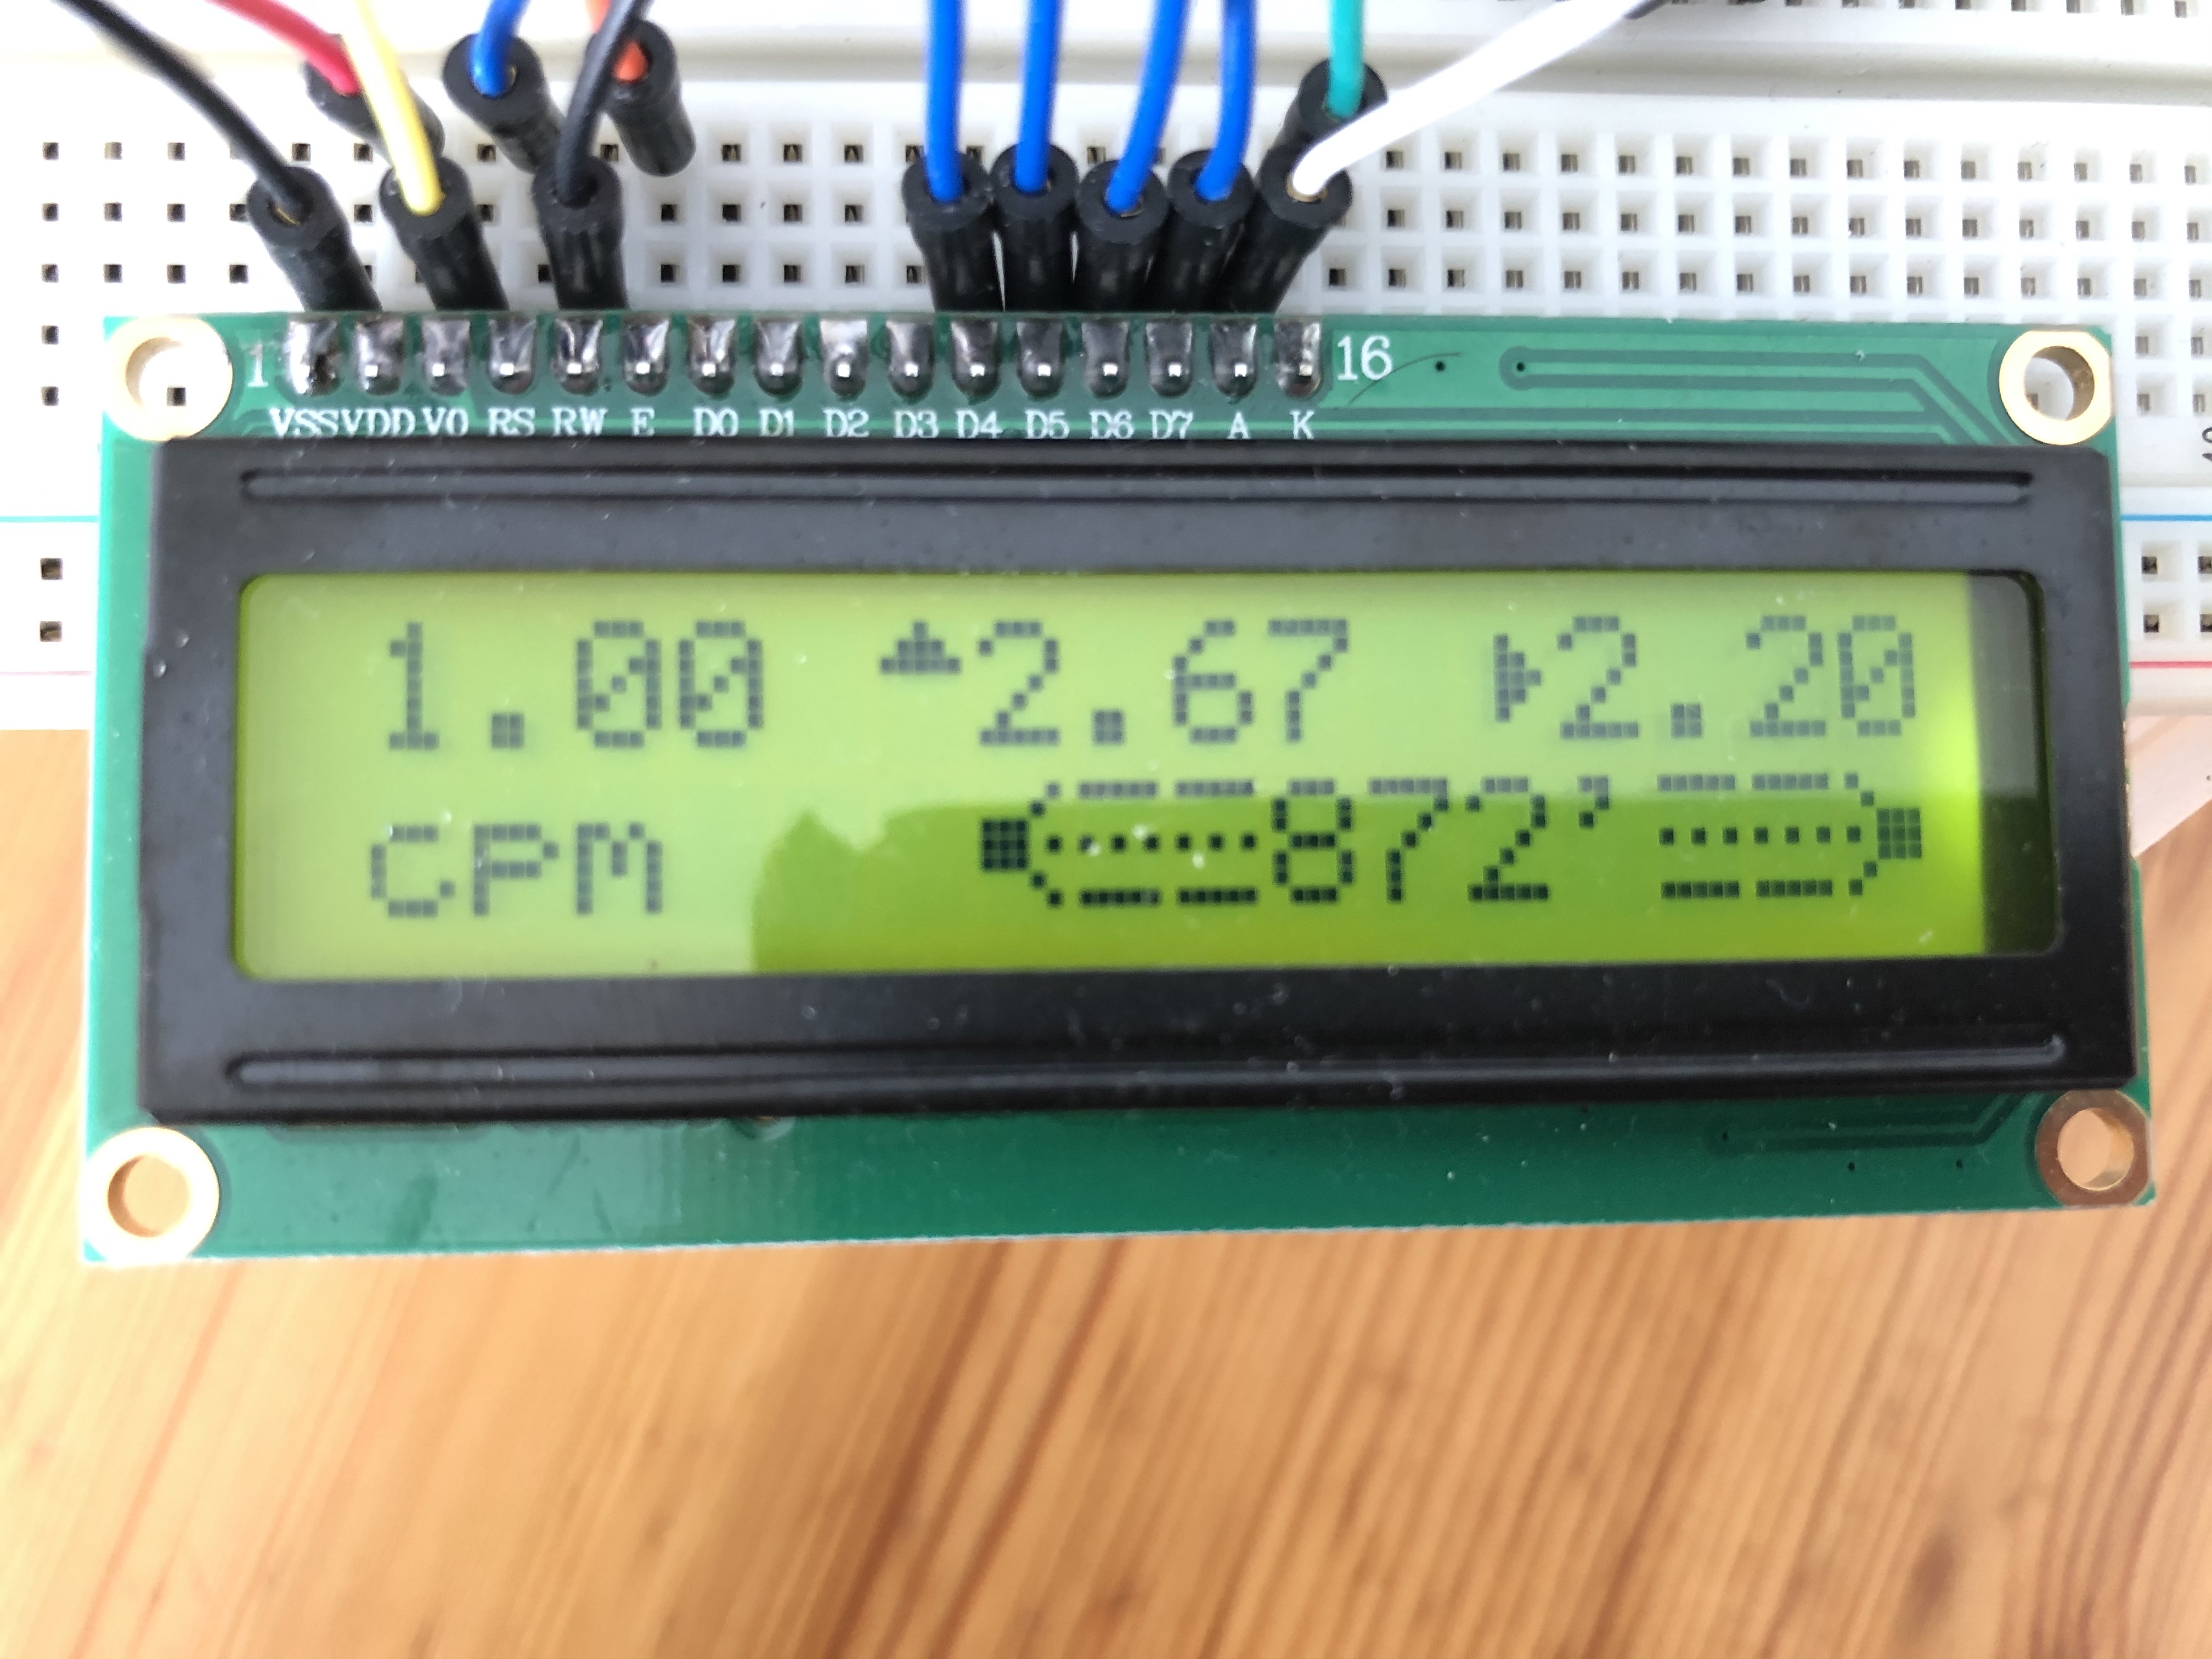 1 16
VSS VDD V0 RS RW E D0 D1 D2 D3 D4 D5 D6 D7 A K
1.00 2.67 2.20
CPM 872'